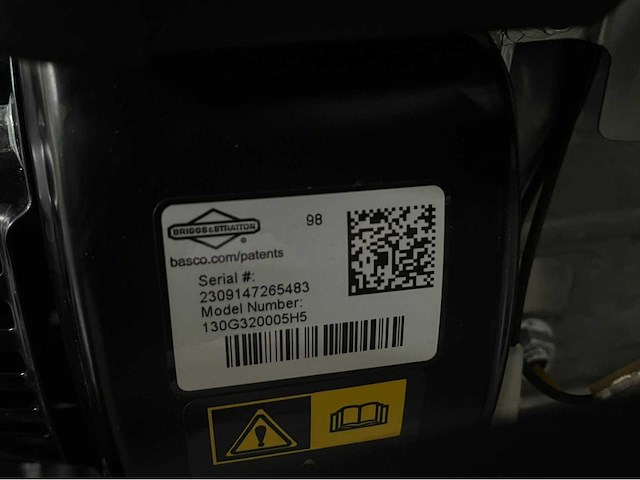 BRIGGS&STRATTON
®
98
basco.com/patents
Serial #:
2309147265483
Model Number:
130G320005H5